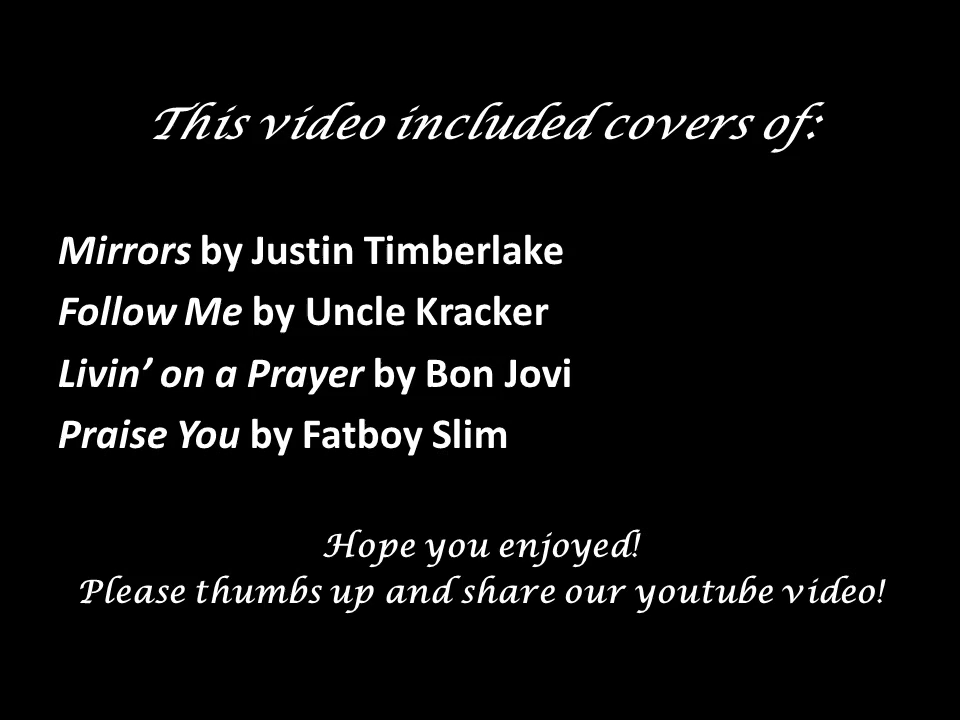 This video included covers of:
Mirrors by Justin Timberlake
Follow Me by Uncle Kracker
Livin’ on a Prayer by Bon Jovi
Praise You by Fatboy Slim
Hope you enjoyed!
Please thumbs up and share our youtube video!